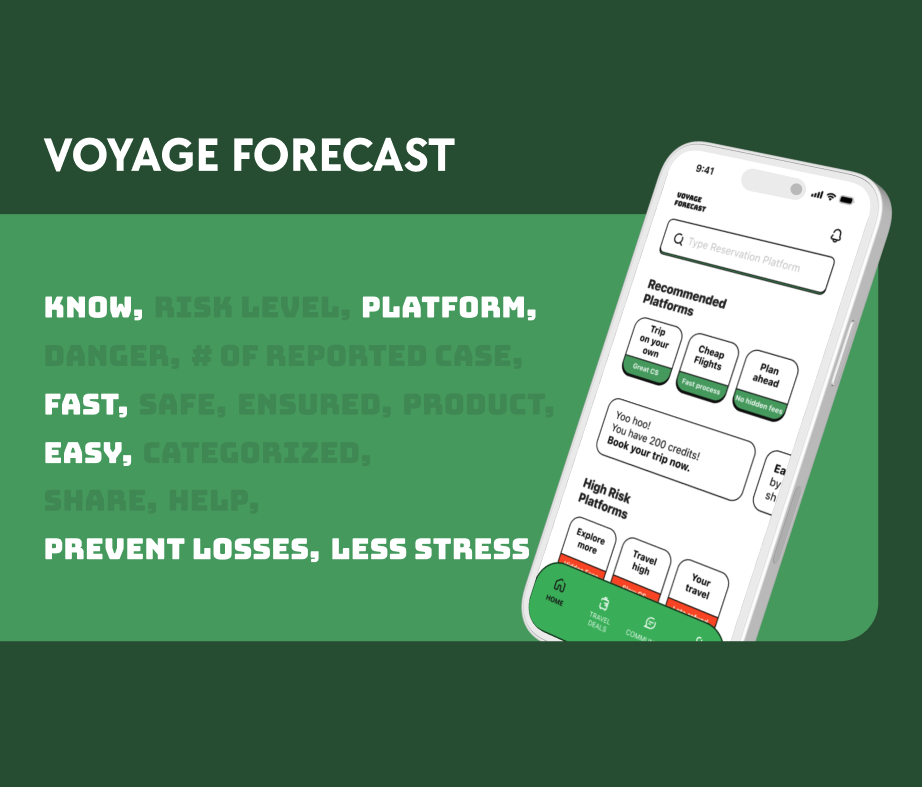 VOYAGE FORECAST
KNOW, RISK LEVEL, PLATFORM,
DANGER, # OF REPORTED CASE,
FAST, SAFE, ENSURED, PRODUCT,
EASY, CATEGORIZED,
SHARE, HELP,
PREVENT LOSSES, LESS STRESS
9:41
VOYAGE
FORECAST
Type Reservation Platform
Recommended
Platforms
Trip
on your
own
Great CS
Cheap
Flights
Fast process
Plan
ahead
No hidden fees
Yoo hoo!
You have 200 credits!
Book your trip now.
Ea
by
sh
High Risk
Platforms
Explore
more
Travel
high
Your
travel
HOME
TRAVEL
DEALS